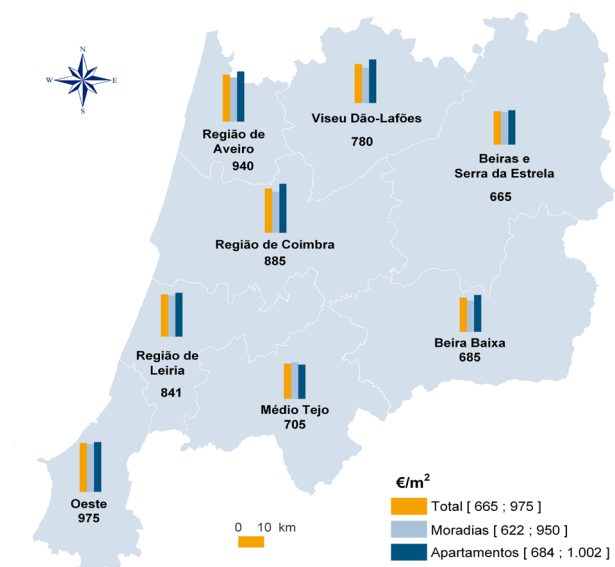 N
W E
S
Região de
Aveiro
940
Viseu Dão-Lafões
780
Beiras e
Serra da Estrela
665
Região de Coimbra
885
Região de
Leiria
841
Beira Baixa
685
Médio Tejo
705
Oeste
975
0 10 km
€/m²
Total [ 665 ; 975 ]
Moradias [ 622 ; 950 ]
Apartamentos [ 684 ; 1.002 ]